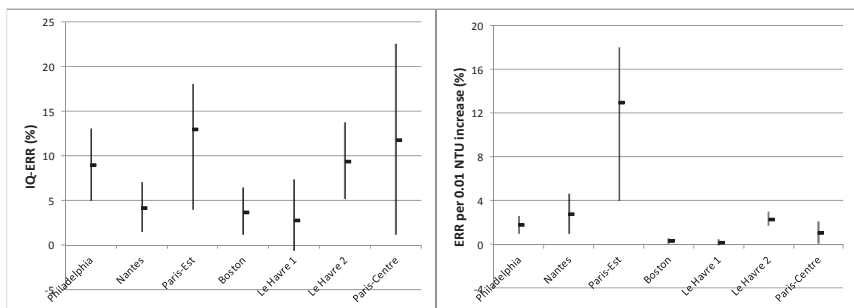 IQ-ERR (%)
25
20
15
10
5
0
-5
Philadelphia
Nantes
Paris-Est
Boston
Le Havre 1
Le Havre 2
Paris-Centre
ERR per 0.01 NTU increase (%)
20
16
12
8
4
0
-4
Philadelphia
Nantes
Paris-Est
Boston
Le Havre 1
Le Havre 2
Paris-Centre